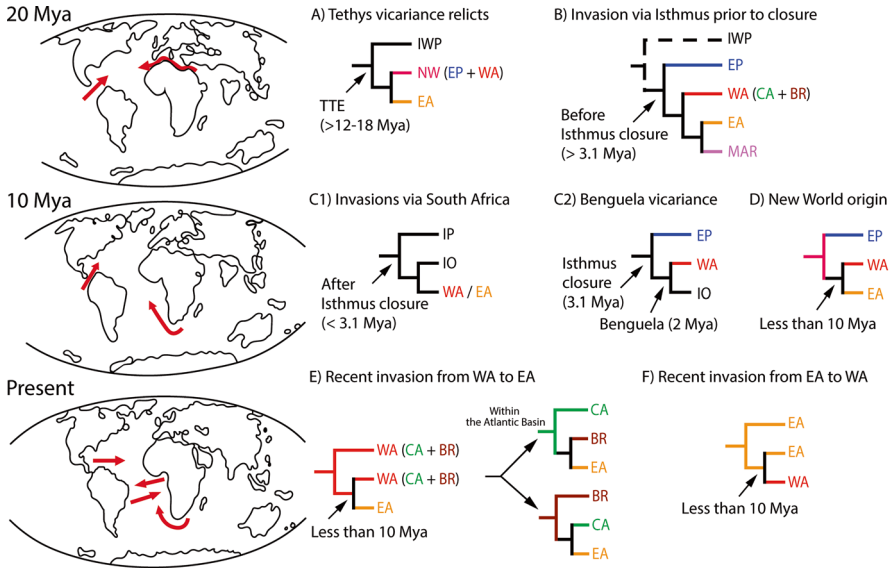 20 Mya
A) Tethys vicariance relicts
IWP
NW (EP + WA)
EA
TTE
(>12-18 Mya)
B) Invasion via Isthmus prior to closure
IWP
EP
WA (CA + BR)
EA
MAR
Before
Isthmus closure
(> 3.1 Mya)
10 Mya
C1) Invasions via South Africa
IP
IO
WA / EA
After
Isthmus closure
(< 3.1 Mya)
C2) Benguela vicariance
EP
WA
IO
Isthmus
closure
(3.1 Mya)
Benguela (2 Mya)
D) New World origin
EP
WA
EA
Less than 10 Mya
Present
E) Recent invasion from WA to EA
WA (CA + BR)
WA (CA + BR)
EA
Less than 10 Mya
Within
the Atlantic Basin
CA
BR
EA
BR
CA
EA
F) Recent invasion from EA to WA
EA
EA
WA
Less than 10 Mya